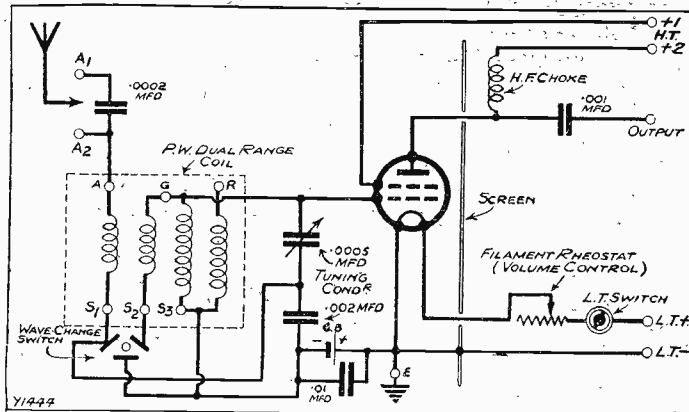 +1
H.T.
+2
A1
.0002
MFD
H.F. CHOKE
.001
MFD
OUTPUT
A2
P.W. DUAL RANGE
COIL
A
G
R
SCREEN
.0005
MFD
TUNING
CONDR
FILAMENT RHEOSTAT
(VOLUME CONTROL)
L.T. SWITCH
S1
S2
S3
.002 MFD
WAVE-CHANGE
SWITCH
G.B
-
+
L.T.+
L.T.-
.01
MFD
E
Y1444